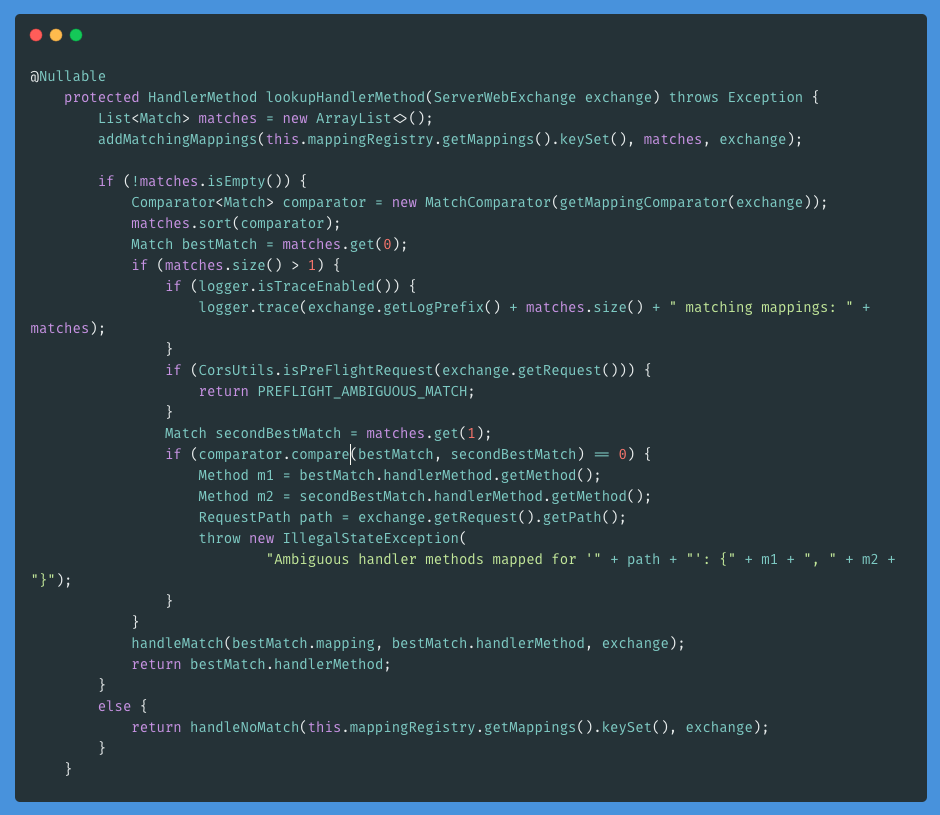 @Nullable
    protected HandlerMethod lookupHandlerMethod(ServerWebExchange exchange) throws Exception {
        List<Match> matches = new ArrayList<>();
        addMatchingMappings(this.mappingRegistry.getMappings().keySet(), matches, exchange);

        if (!matches.isEmpty()) {
            Comparator<Match> comparator = new MatchComparator(getMappingComparator(exchange));
            matches.sort(comparator);
            Match bestMatch = matches.get(0);
            if (matches.size() > 1) {
                if (logger.isTraceEnabled()) {
                    logger.trace(exchange.getLogPrefix() + matches.size() + " matching mappings: " +
matches);
                }
                if (CorsUtils.isPreFlightRequest(exchange.getRequest())) {
                    return PREFLIGHT_AMBIGUOUS_MATCH;
                }
                Match secondBestMatch = matches.get(1);
                if (comparator.compare(bestMatch, secondBestMatch) == 0) {
                    Method m1 = bestMatch.handlerMethod.getMethod();
                    Method m2 = secondBestMatch.handlerMethod.getMethod();
                    RequestPath path = exchange.getRequest().getPath();
                    throw new IllegalStateException(
                            "Ambiguous handler methods mapped for '" + path + "': {" + m1 + ", " + m2 +
"}");
                }
            }
            handleMatch(bestMatch.mapping, bestMatch.handlerMethod, exchange);
            return bestMatch.handlerMethod;
        }
        else {
            return handleNoMatch(this.mappingRegistry.getMappings().keySet(), exchange);
        }
    }